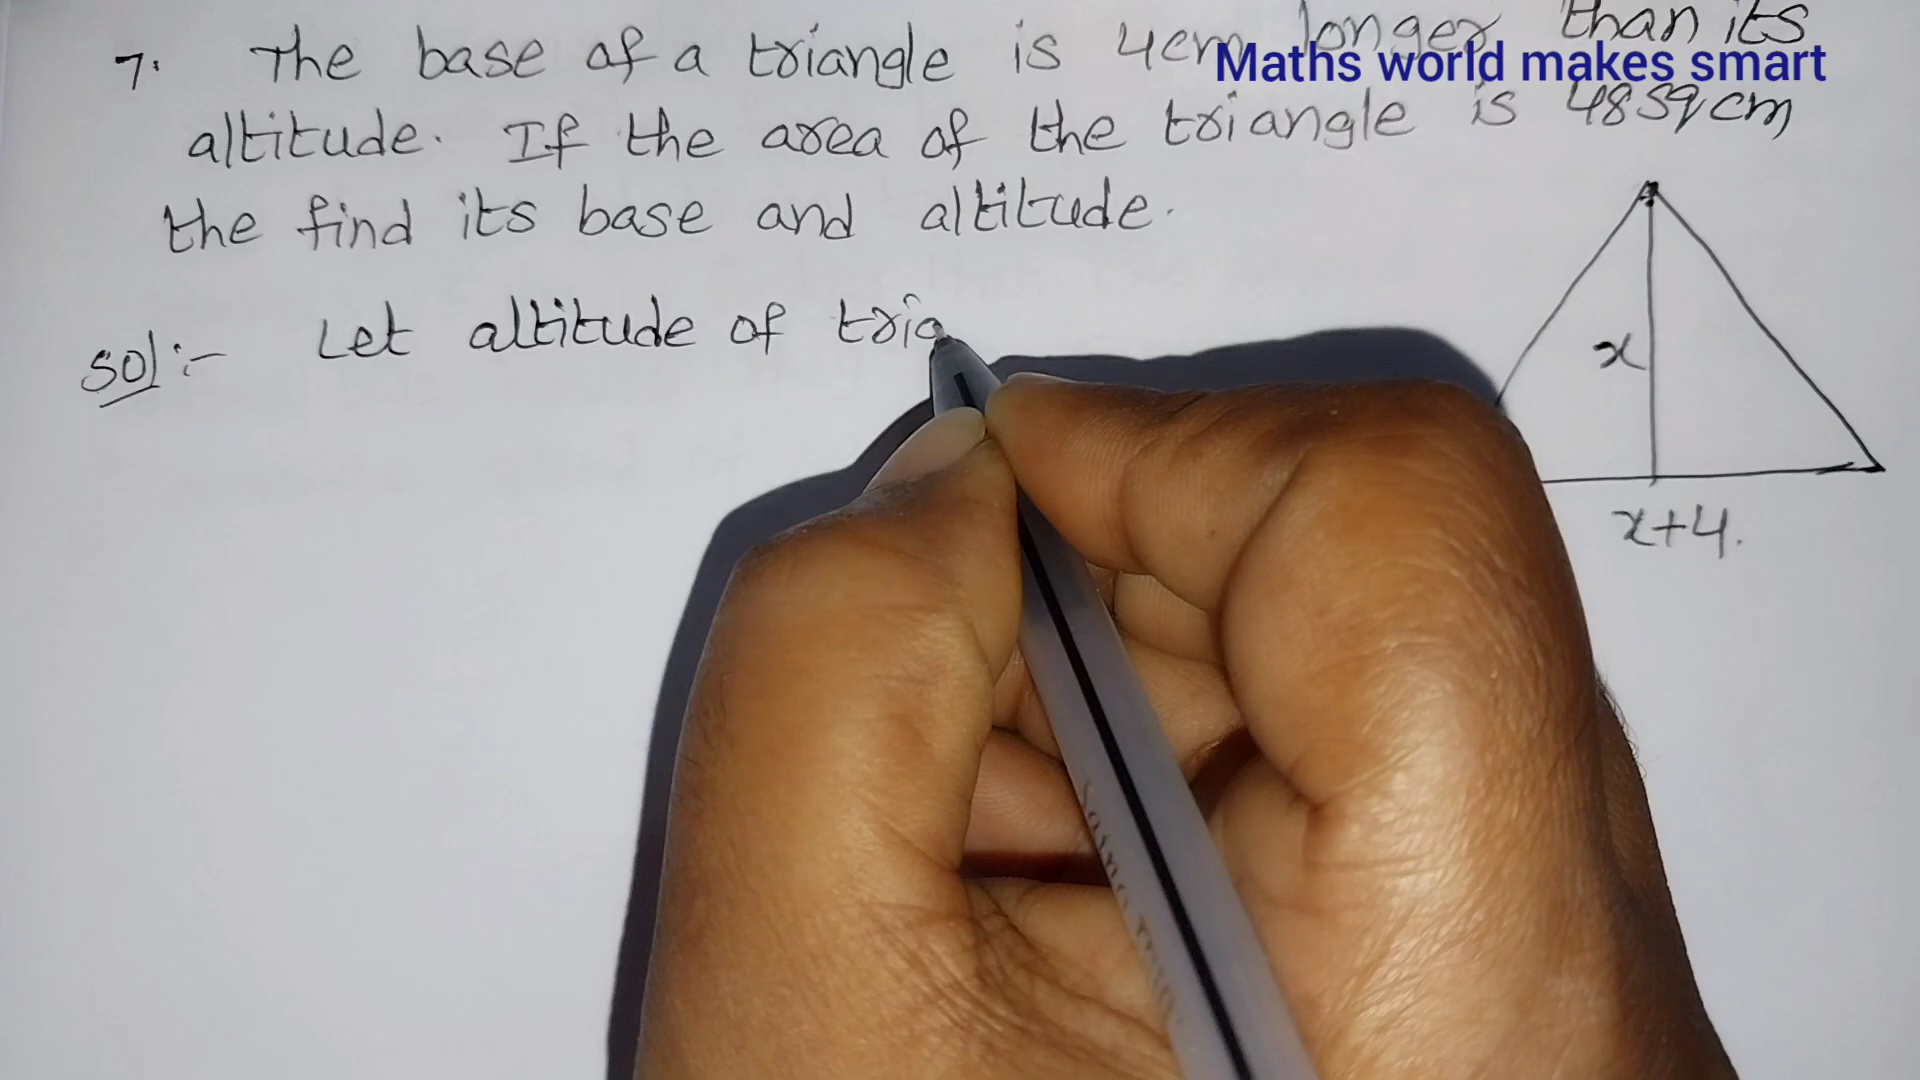 7. The base of a triangle is 4cm longer than its
Maths world makes smart
altitude. If the area of the triangle is 48sqcm
the find its base and altitude.
Sol:- Let altitude of tria
x
x+4.